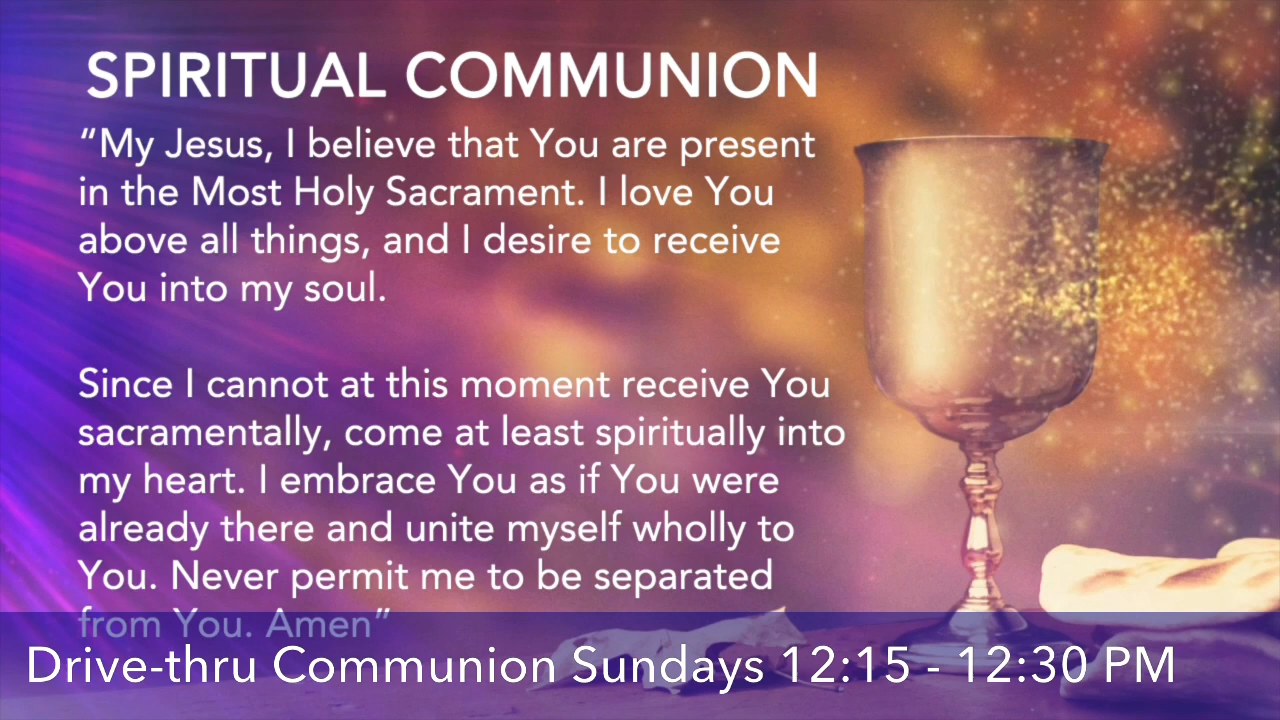 SPIRITUAL COMMUNION
“My Jesus, I believe that You are present
in the Most Holy Sacrament. I love You
above all things, and I desire to receive
You into my soul.
Since I cannot at this moment receive You
sacramentally, come at least spiritually into
my heart. I embrace You as if You were
already there and unite myself wholly to
You. Never permit me to be separated
from You. Amen”
Drive-thru Communion Sundays 12:15 - 12:30 PM